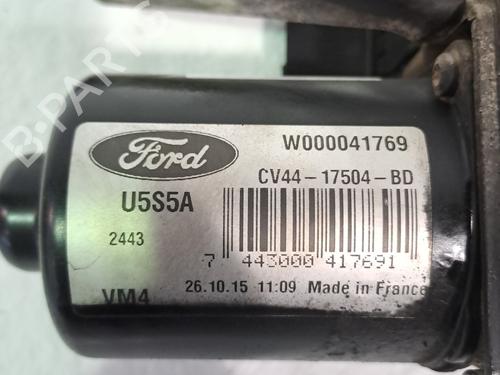 B-PARTS
Ford
W000041769
U5S5A
CV44-17504-BD
2443
7 443000 417691
VM4
26.10.15 11:09 Made in France